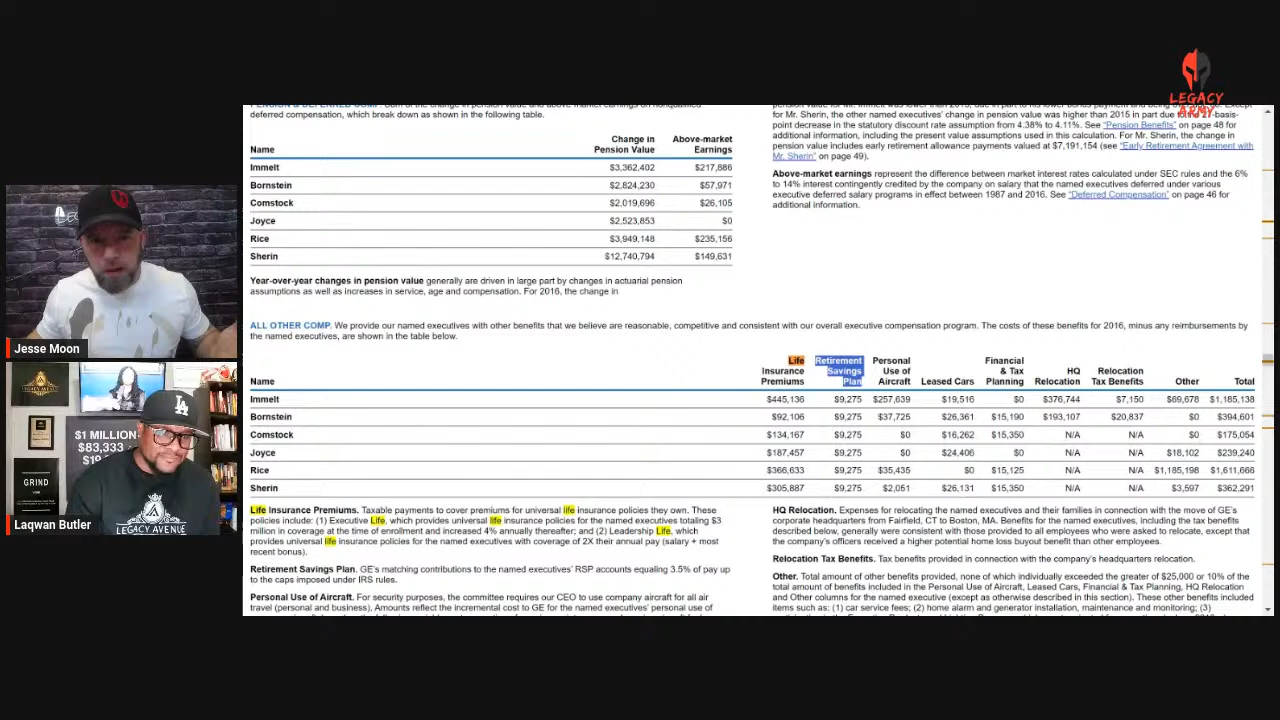 LEGACY
ARMY
deferred compensation, which break down as shown in the following table.
Name Change in Pension Value Above-market Earnings
Immelt $3,362,402 $217,886
Bornstein $2,824,230 $57,971
Comstock $2,019,696 $26,105
Joyce $2,523,853 $0
Rice $3,949,148 $235,156
Sherin $12,740,794 $149,631
Year-over-year changes in pension value generally are driven in large part by changes in actuarial pension
assumptions as well as increases in service, age and compensation. For 2016, the change in
for Mr. Sherin, the other named executives' change in pension value was higher than 2015 in part due
point decrease in the statutory discount rate assumption from 4.38% to 4.11%. See "Pension Benefits" on page 48 for
additional information, including the present value assumptions used in this calculation. For Mr. Sherin, the change in
pension value includes early retirement allowance payments valued at $7,191,154 (see "Early Retirement Agreement with
Mr. Sherin" on page 49).
Above-market earnings represent the difference between market interest rates calculated under SEC rules and the 6%
to 14% interest contingently credited by the company on salary that the named executives deferred under various
executive deferred salary programs in effect between 1987 and 2016. See "Deferred Compensation" on page 46 for
additional information.
ALL OTHER COMP. We provide our named executives with other benefits that we believe are reasonable, competitive and consistent with our overall executive compensation program. The costs of these benefits for 2016, minus any reimbursements by
the named executives, are shown in the table below.
Name Life Insurance Premiums Retirement Savings Plan Personal Use of Aircraft Leased Cars Financial & Tax Planning HQ Relocation Relocation Tax Benefits Other Total
Immelt $445,136 $9,275 $257,639 $19,516 $0 $376,744 $7,150 $69,678 $1,185,138
Bornstein $92,106 $9,275 $37,725 $26,361 $15,190 $193,107 $20,837 $0 $394,601
Comstock $134,167 $9,275 $0 $16,262 $15,350 N/A N/A $0 $175,054
Joyce $187,457 $9,275 $0 $24,406 $0 N/A N/A $18,102 $239,240
Rice $366,633 $9,275 $35,435 $0 $15,125 N/A N/A $1,185,198 $1,611,666
Sherin $305,887 $9,275 $2,051 $26,131 $15,350 N/A N/A $3,597 $362,291
Life Insurance Premiums. Taxable payments to cover premiums for universal life insurance policies they own. These
policies include: (1) Executive Life, which provides universal life insurance policies for the named executives totaling $3
million in coverage at the time of enrollment and increased 4% annually thereafter; and (2) Leadership Life, which
provides universal life insurance policies for the named executives with coverage of 2X their annual pay (salary + most
recent bonus).
Retirement Savings Plan. GE's matching contributions to the named executives' RSP accounts equaling 3.5% of pay up
to the caps imposed under IRS rules.
Personal Use of Aircraft. For security purposes, the committee requires our CEO to use company aircraft for all air
travel (personal and business). Amounts reflect the incremental cost to GE for the named executives' personal use of
HQ Relocation. Expenses for relocating the named executives and their families in connection with the move of GE's
corporate headquarters from Fairfield, CT to Boston, MA. Benefits for the named executives, including the tax benefits
described below, generally were consistent with those provided to all employees who were asked to relocate, except that
the company's officers received a higher potential home loss buyout benefit than other employees.
Relocation Tax Benefits. Tax benefits provided in connection with the company's headquarters relocation.
Other. Total amount of other benefits provided, none of which individually exceeded the greater of $25,000 or 10% of the
total amount of benefits included in the Personal Use of Aircraft, Leased Cars, Financial & Tax Planning, HQ Relocation
and Other columns for the named executive (except as otherwise described in this section). These other benefits included
items such as: (1) car service fees; (2) home alarm and generator installation, maintenance and monitoring; (3)
Jesse Moon
$1 MILLION
$83,333
GRIND
LA
LEGACY AVENUE
Laqwan Butler